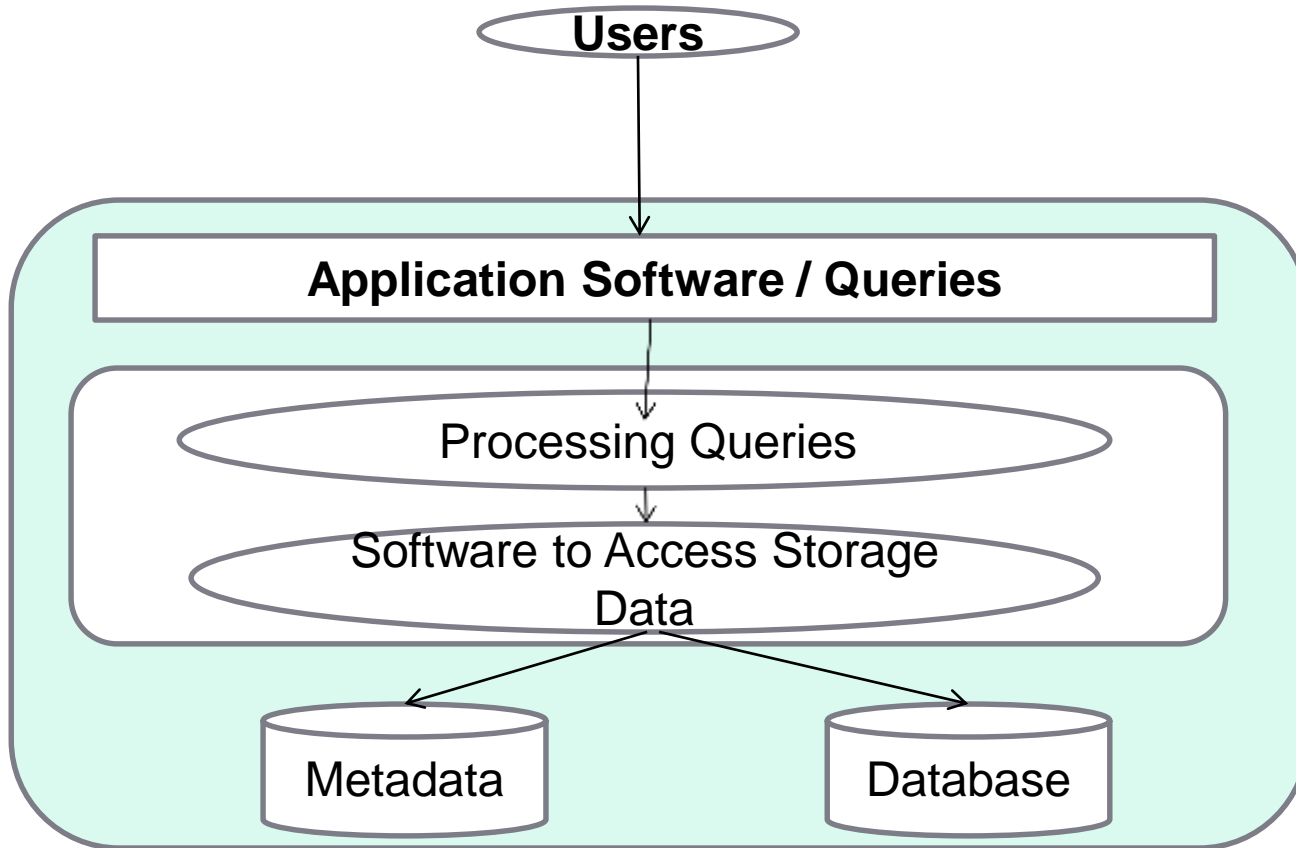 Users
Application Software / Queries
Processing Queries
Software to Access Storage
Data
Metadata
Database